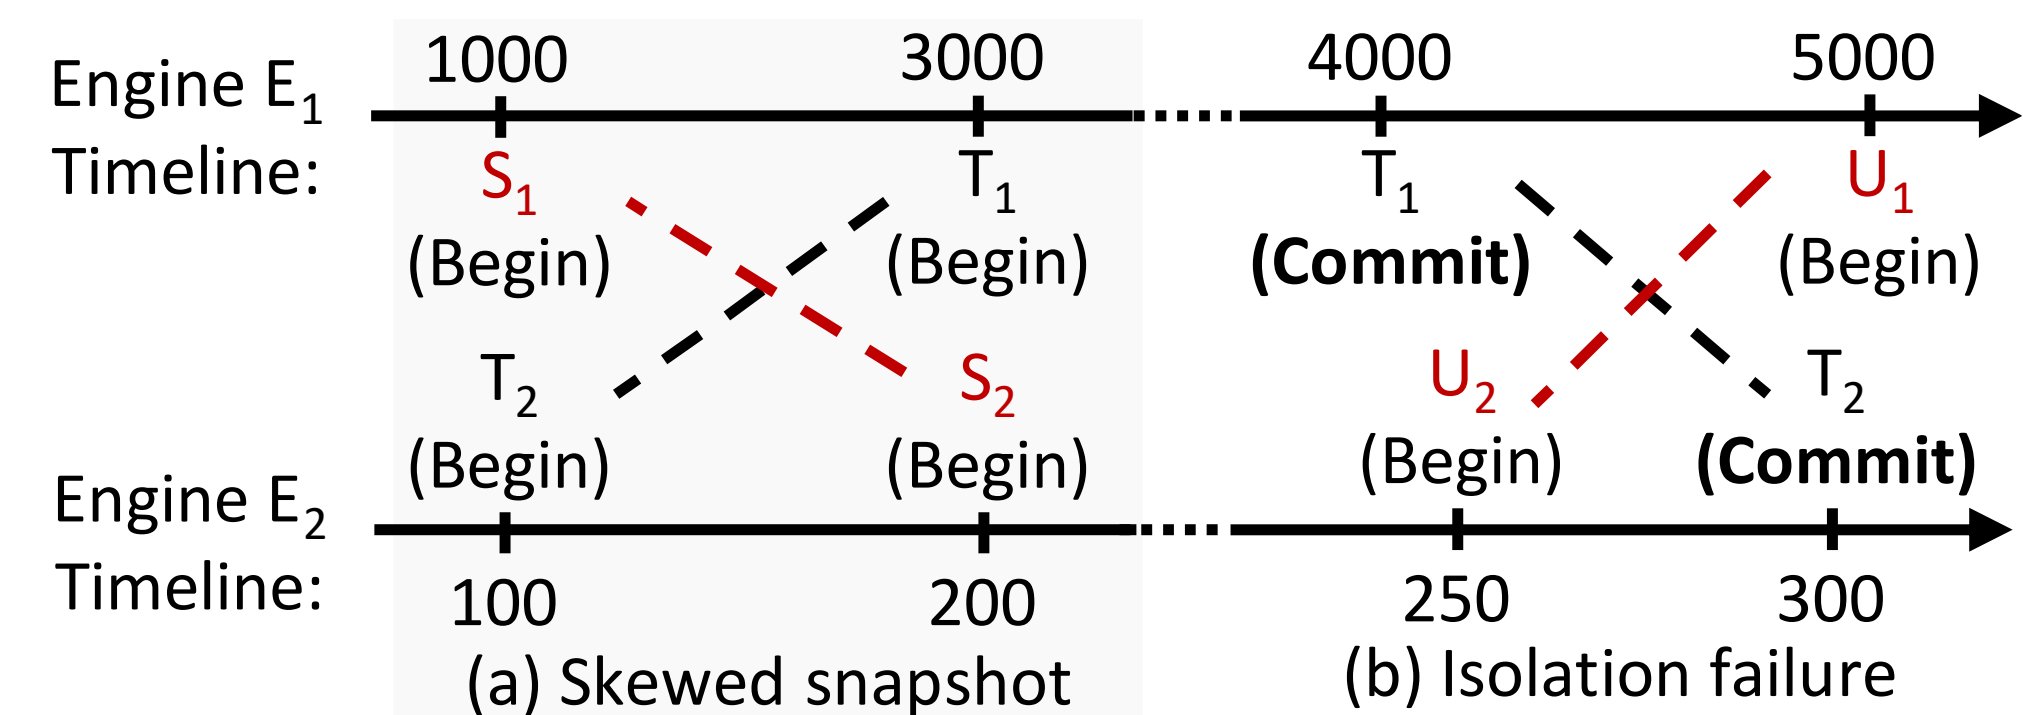 1000 3000 4000 5000
Engine E1
Timeline:
S1 T1 T1 U1
(Begin) (Begin) (Commit) (Begin)
T2 S2 U2 T2
(Begin) (Begin) (Begin) (Commit)
Engine E2
Timeline:
100 200 250 300
(a) Skewed snapshot (b) Isolation failure